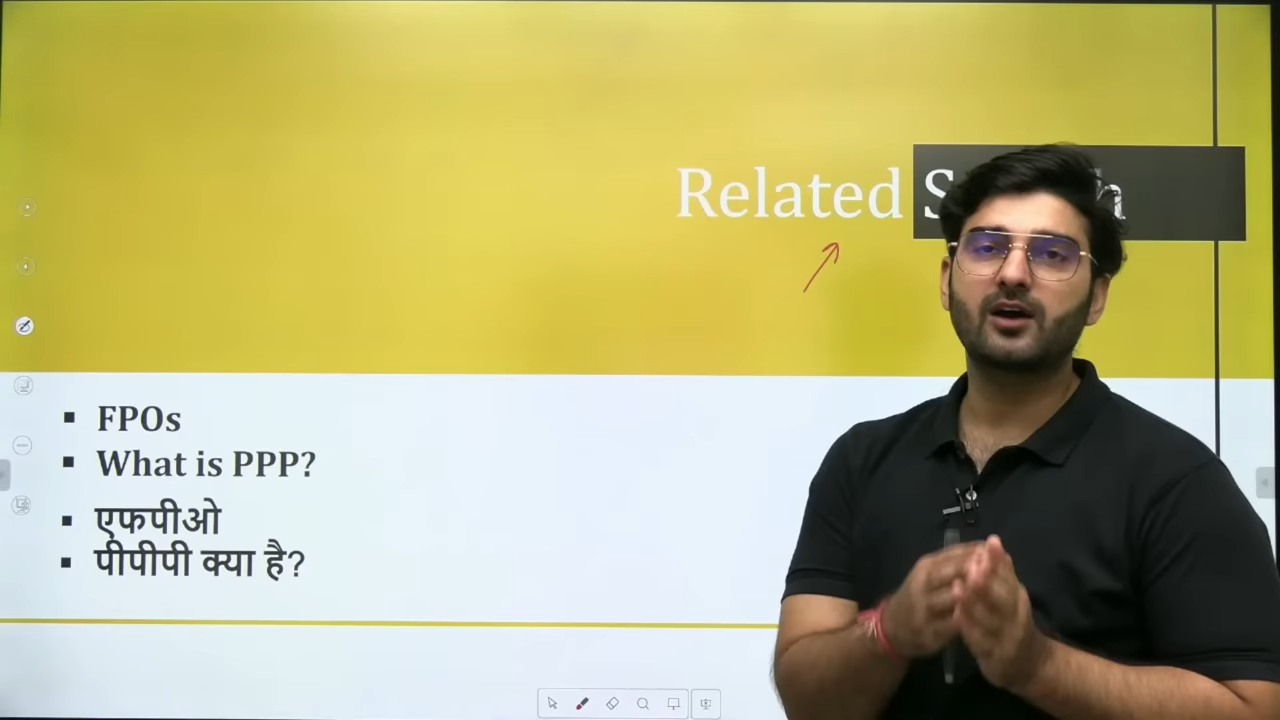 Related
FPOs
What is PPP?
एफपीओ
पीपीपी क्या है?